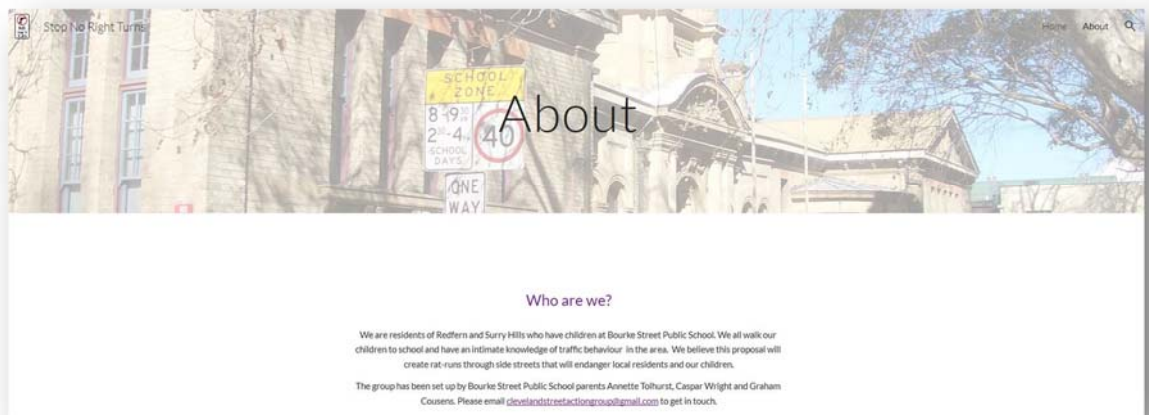 Stop No Right Turns
Home About
About
SCHOOL
ZONE
8-9³⁰ AM
2³⁰-4 PM
SCHOOL
DAYS
40
ONE
WAY
Who are we?
We are residents of Redfern and Surry Hills who have children at Bourke Street Public School. We all walk our
children to school and have an intimate knowledge of traffic behaviour in the area. We believe this proposal will
create rat-runs through side streets that will endanger local residents and our children.
The group has been set up by Bourke Street Public School parents Annette Tolhurst, Caspar Wright and Graham
Cousens. Please email clevelandstreetactiongroup@gmail.com to get in touch.